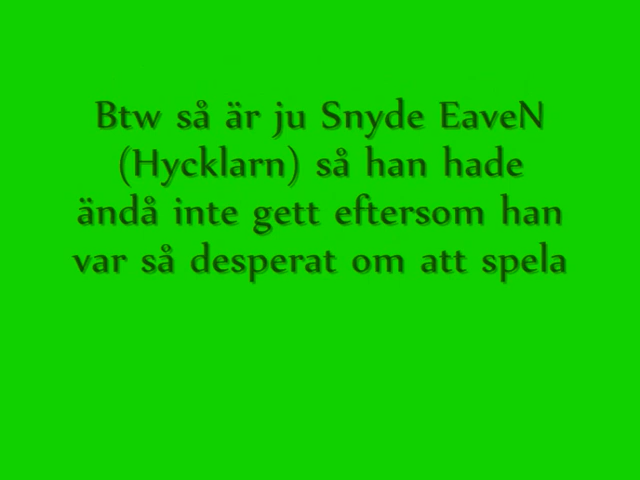 Btw så är ju Snyde EaveN
(Hycklarn) så han hade
ändå inte gett eftersom han
var så desperat om att spela